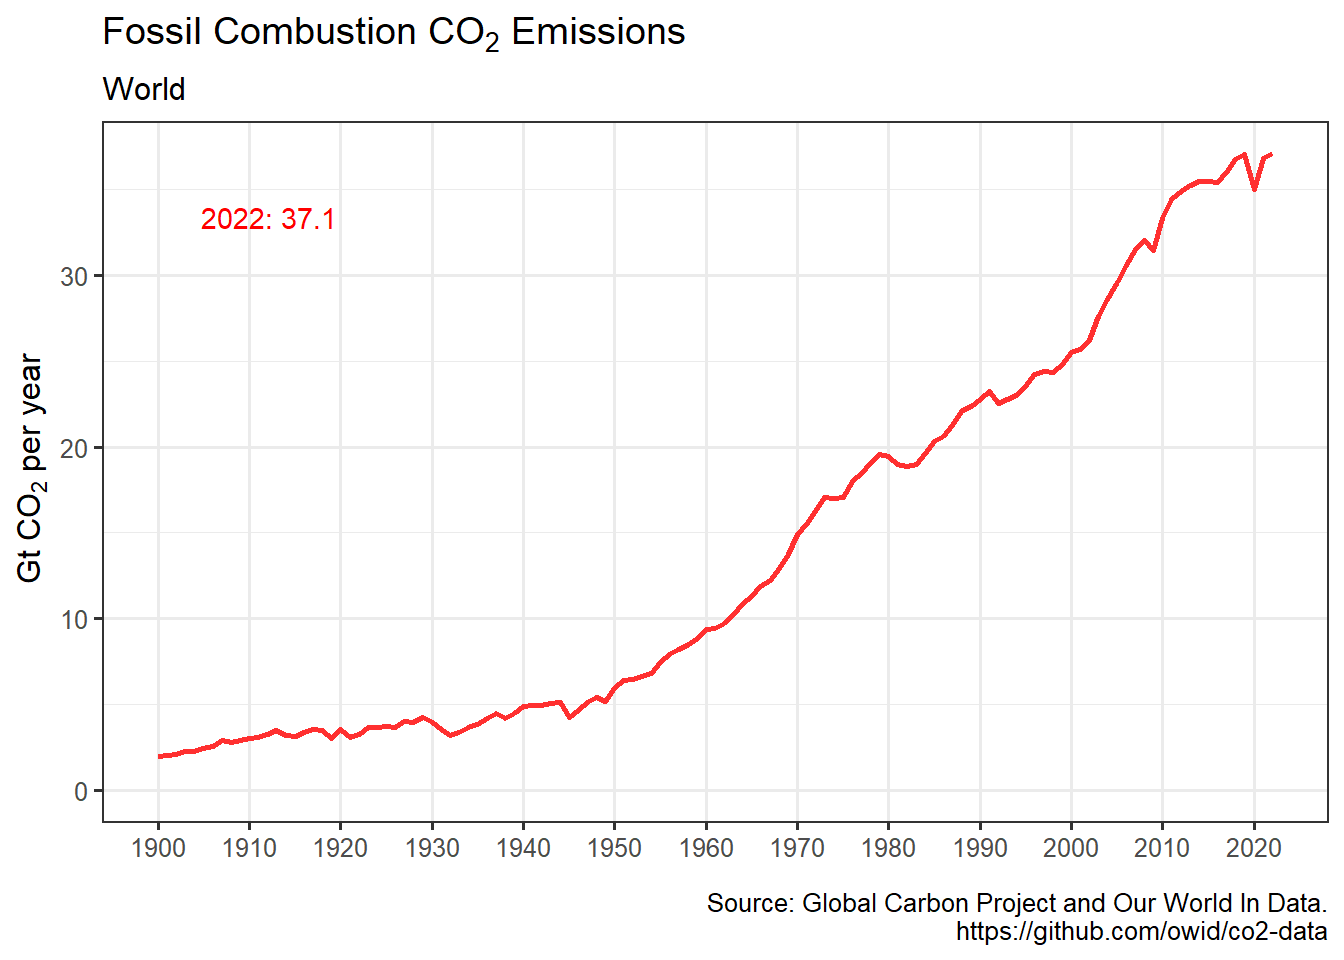 Fossil Combustion CO₂ Emissions
World
2022: 37.1
Gt CO₂ per year
30
20
10
0
1900 1910 1920 1930 1940 1950 1960 1970 1980 1990 2000 2010 2020
Source: Global Carbon Project and Our World In Data.
https://github.com/owid/co2-data